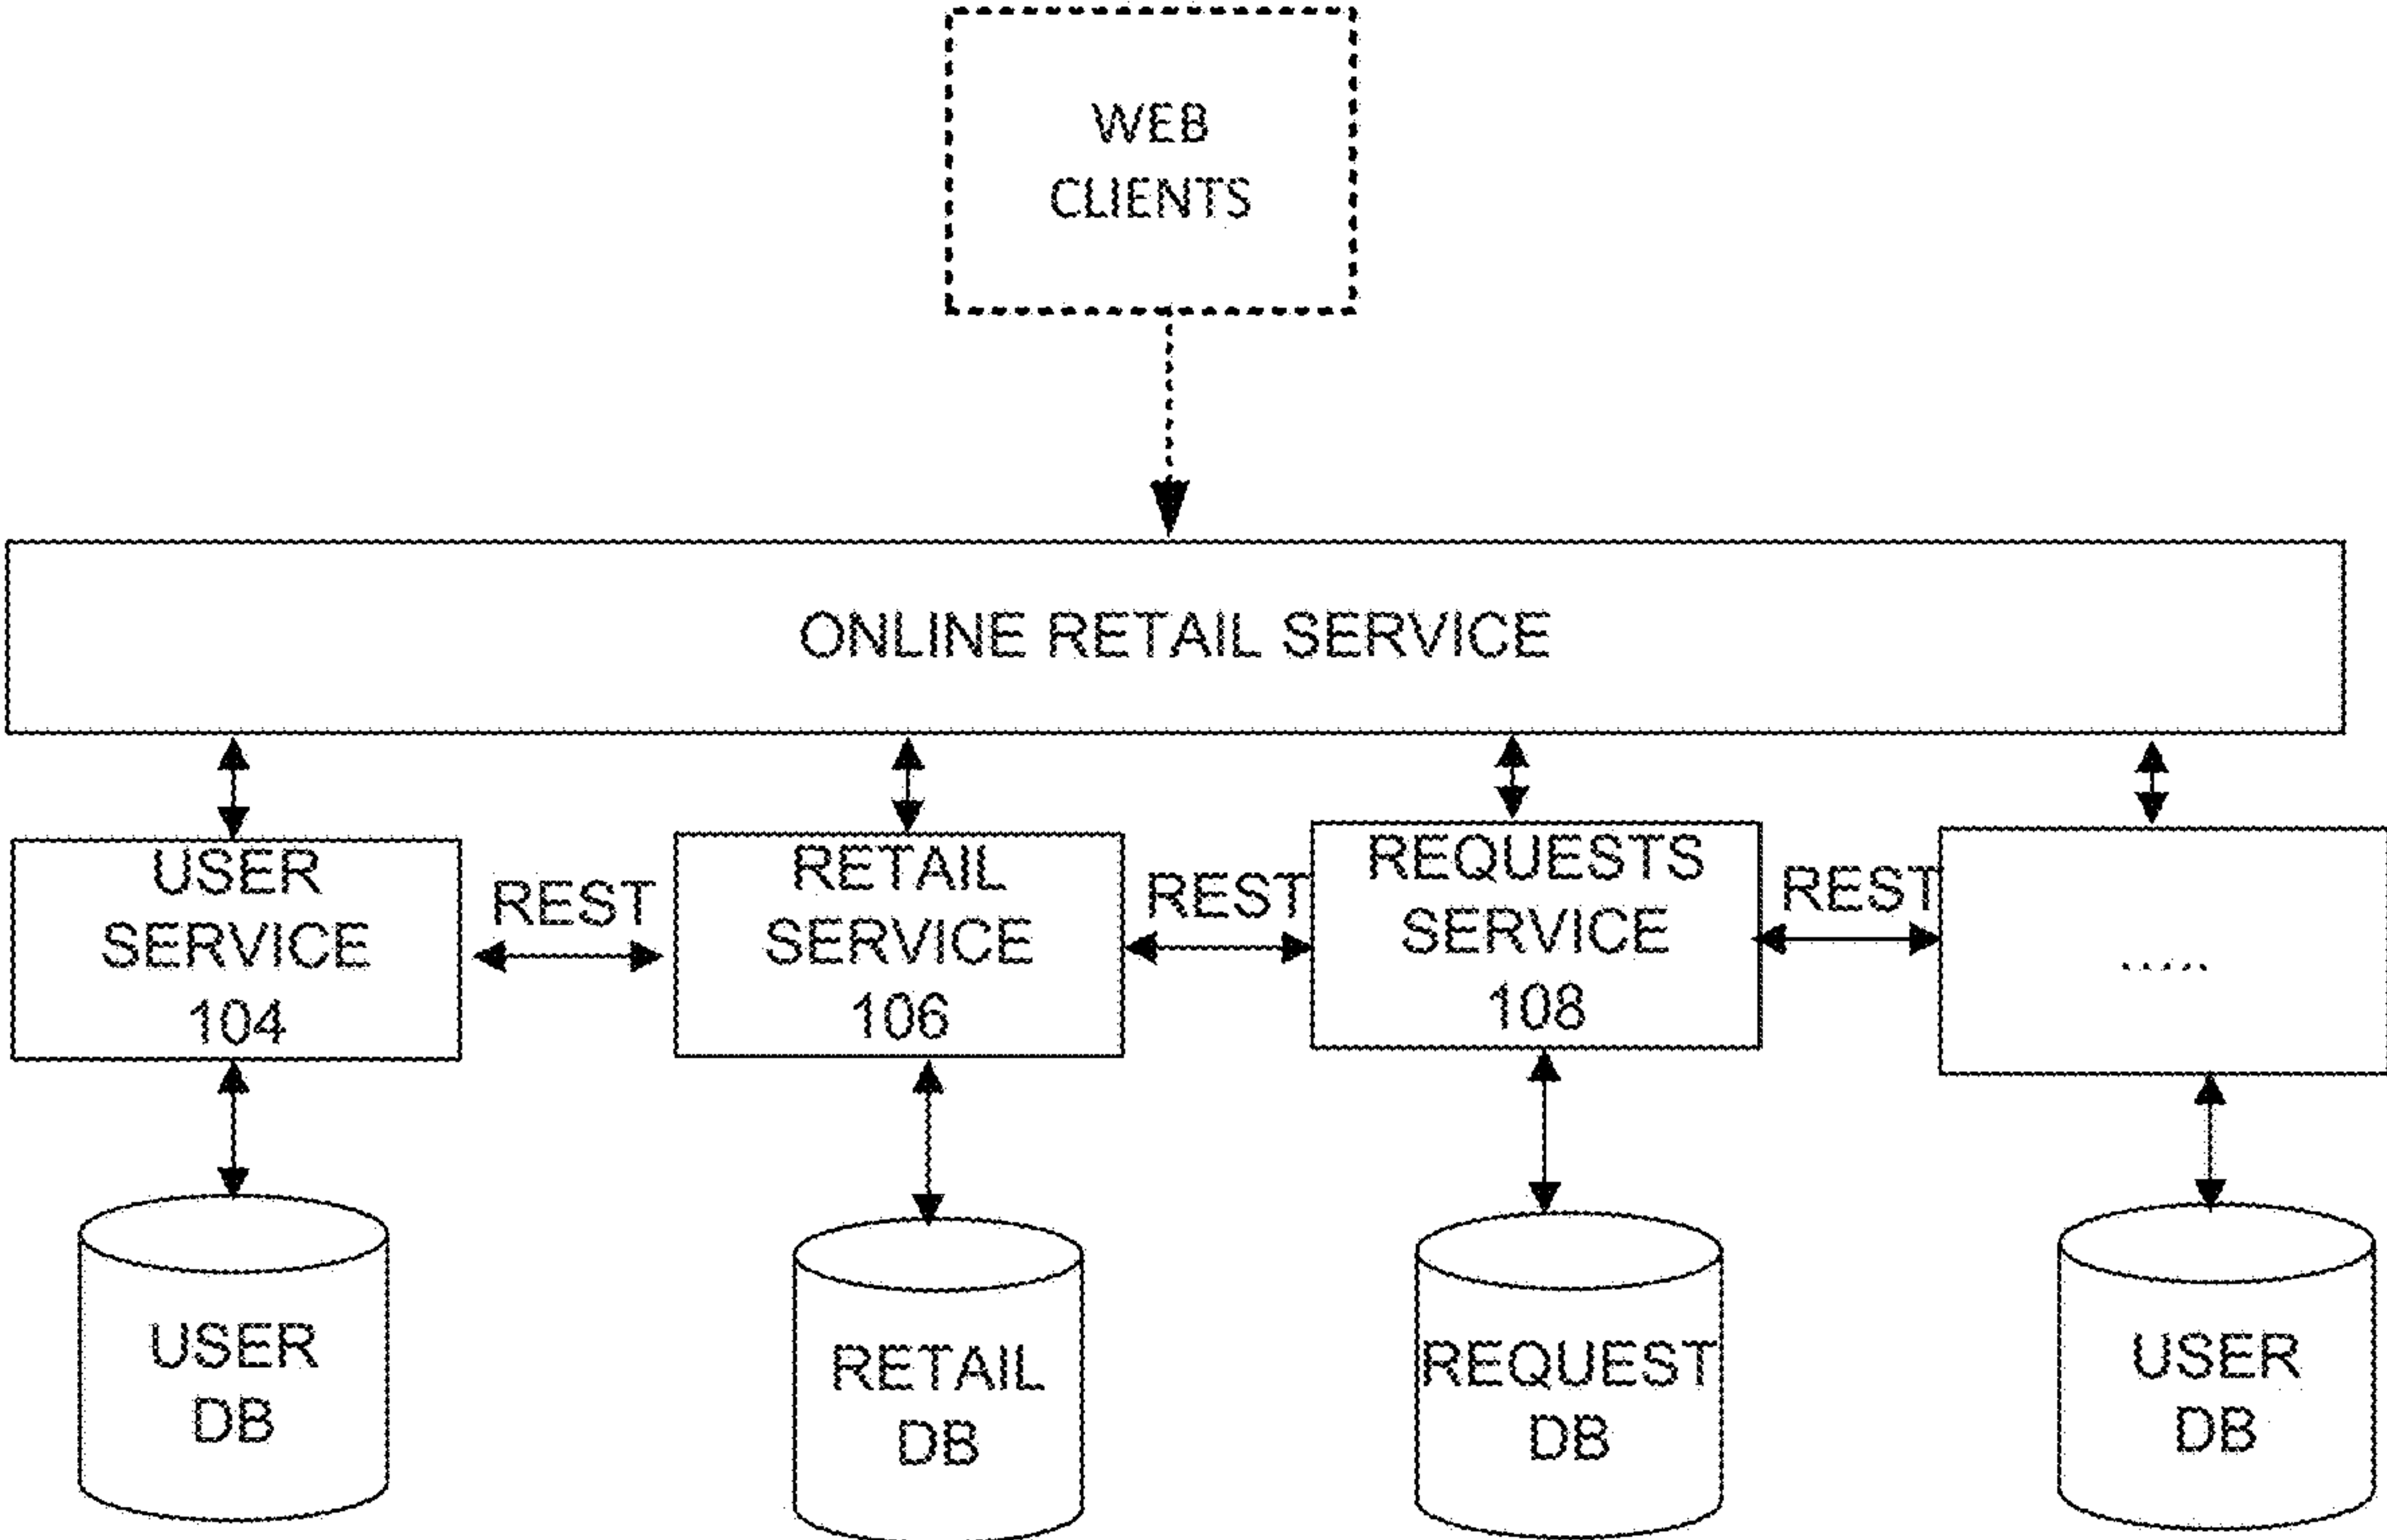 WEB
CLIENTS
ONLINE RETAIL SERVICE
USER
SERVICE
104
REST
RETAIL
SERVICE
106
REST
REQUESTS
SERVICE
108
REST
.....
USER
DB
RETAIL
DB
REQUEST
DB
USER
DB